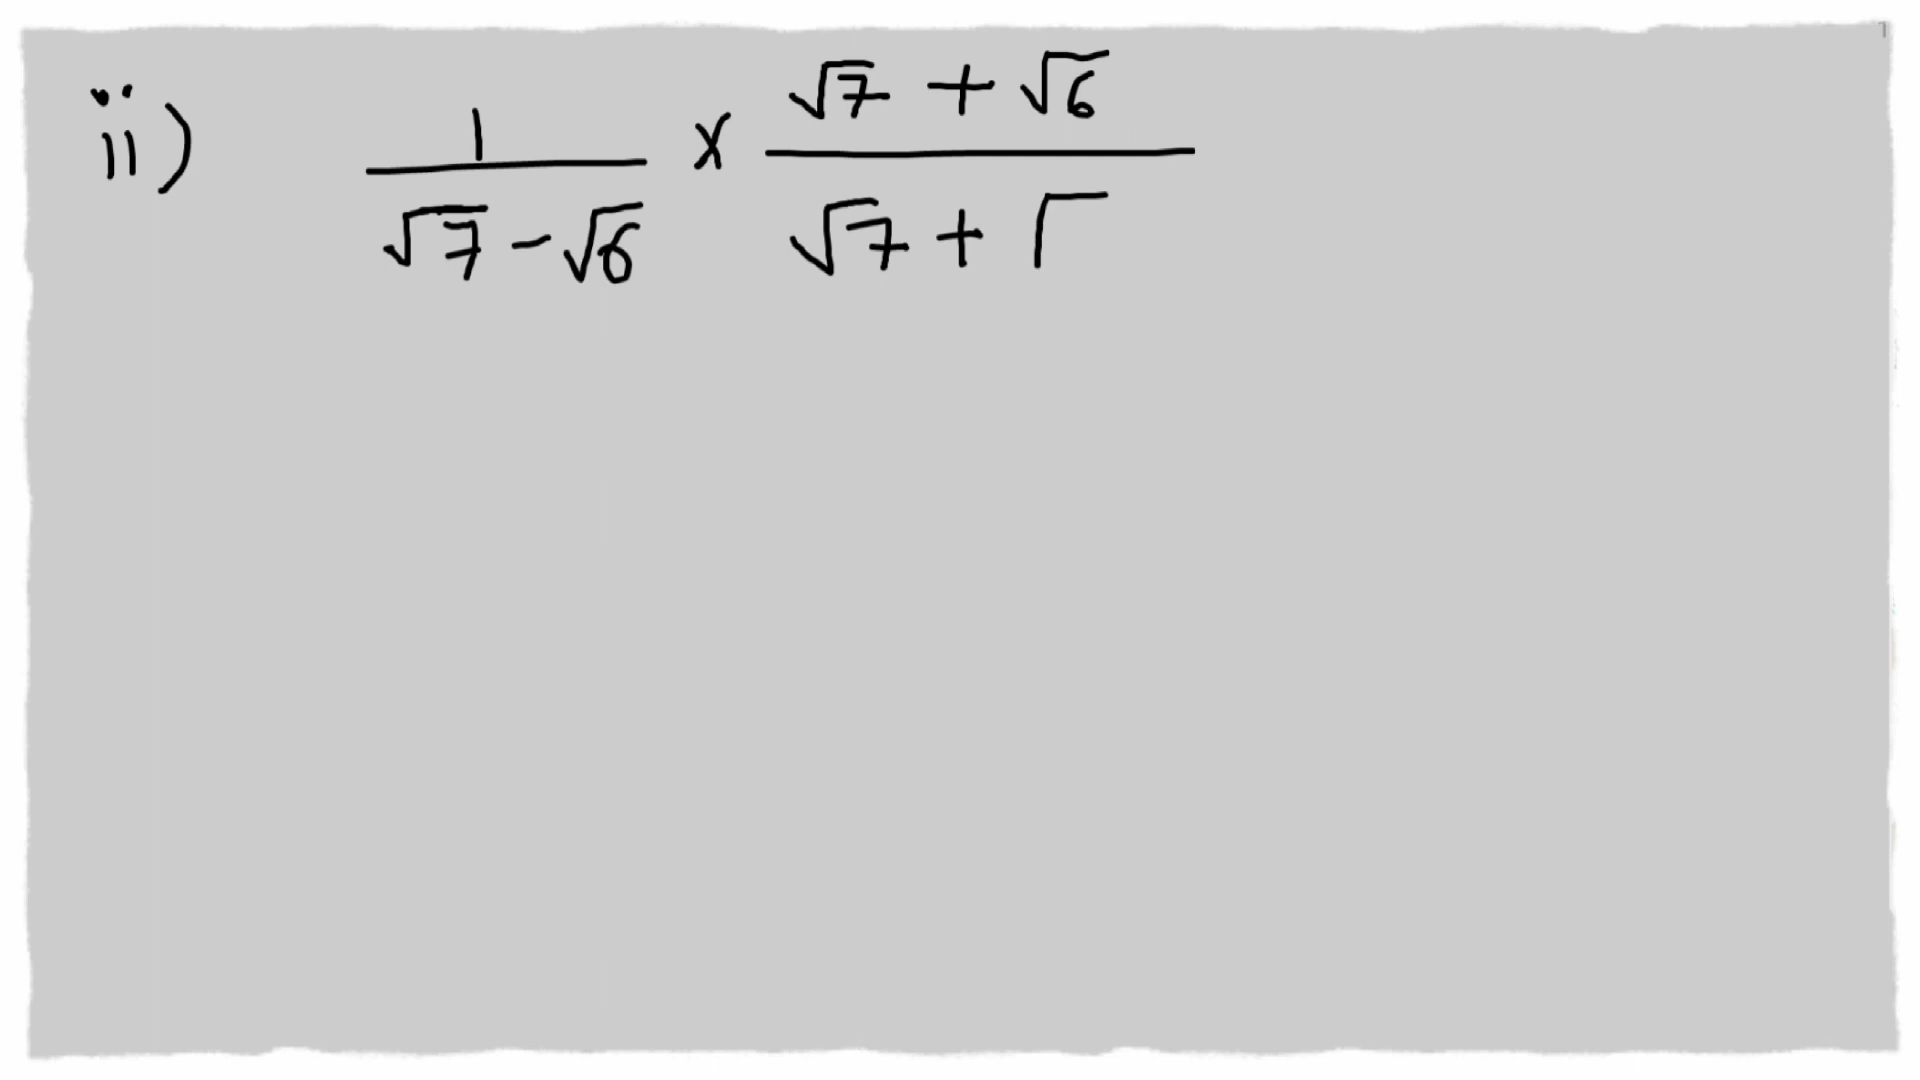 ii) 1/(√7 - √6) × (√7 + √6)/(√7 + √